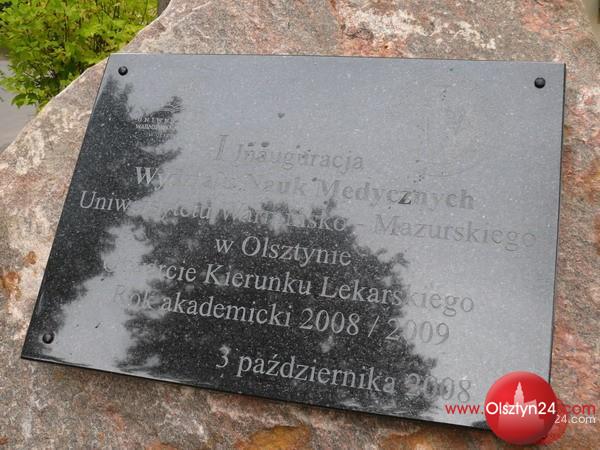 I Inauguracja
Wydziału Nauk Medycznych
Uniwersytetu Warmińsko - Mazurskiego
w Olsztynie
Otwarcie Kierunku Lekarskiego
Rok akademicki 2008 / 2009
3 października 2008
www.Olsztyn24.com
.com